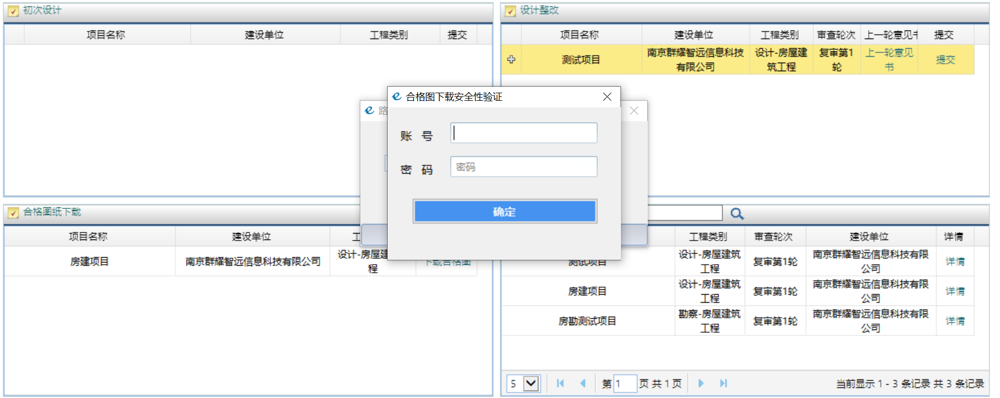 初次设计
项目名称 建设单位 工程类别 提交
设计整改
项目名称 建设单位 工程类别 审查轮次 上一轮意见 提交
测试项目 南京群耀智远信息科技有限公司 设计-房屋建筑工程 复审第1轮 上一轮意见书 提交
路
合格图下载安全性验证
账 号
密 码 密码
确定
合格图纸下载
项目名称 建设单位 工
房建项目 南京群耀智远信息科技有限公司 设计-房屋建 程 下载合格图
工程类别 审查轮次 建设单位 详情
测试项目 设计-房屋建筑工程 复审第1轮 南京群耀智远信息科技有限公司 详情
房建项目 设计-房屋建筑工程 复审第1轮 南京群耀智远信息科技有限公司 详情
房勘测试项目 勘察-房屋建筑工程 复审第1轮 南京群耀智远信息科技有限公司 详情
5 第 1 页 共 1 页 当前显示 1 - 3 条记录 共 3 条记录